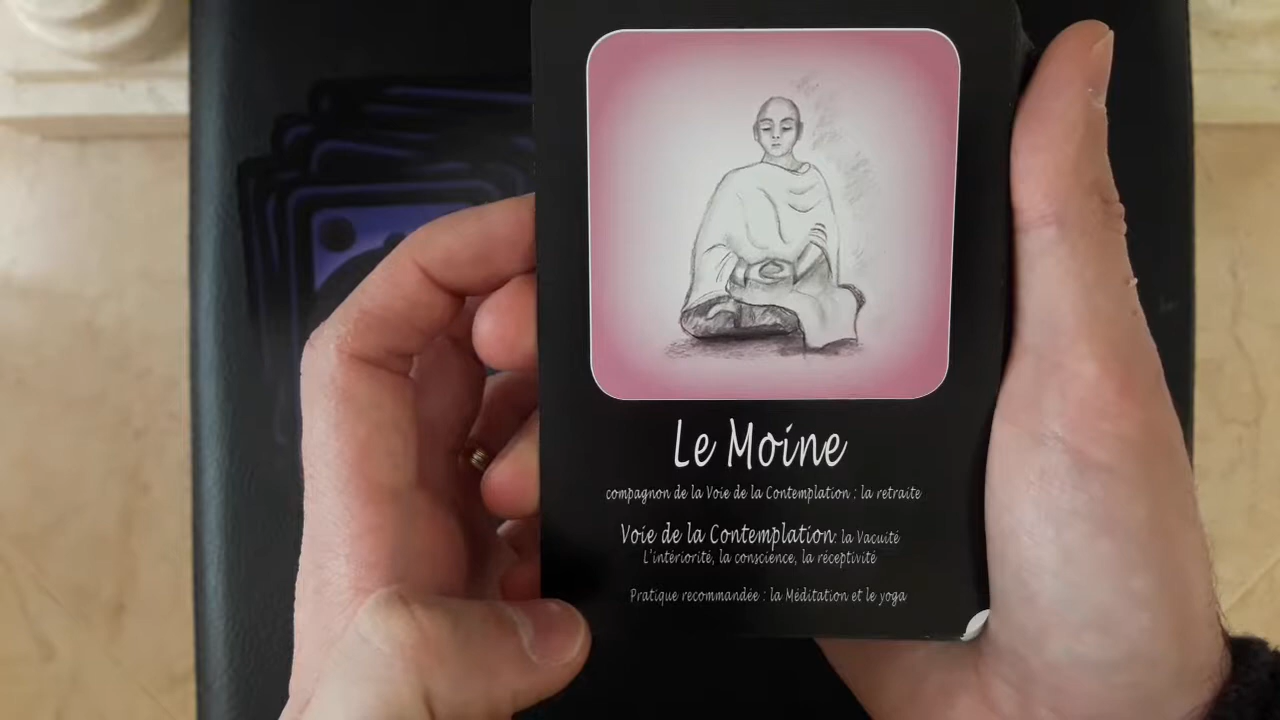 Le Moine
compagnon de la Voie de la Contemplation : la retraite
Voie de la Contemplation: la Vacuité
L'intériorité, la conscience, la réceptivité
Pratique recommandée : la Méditation et le yoga